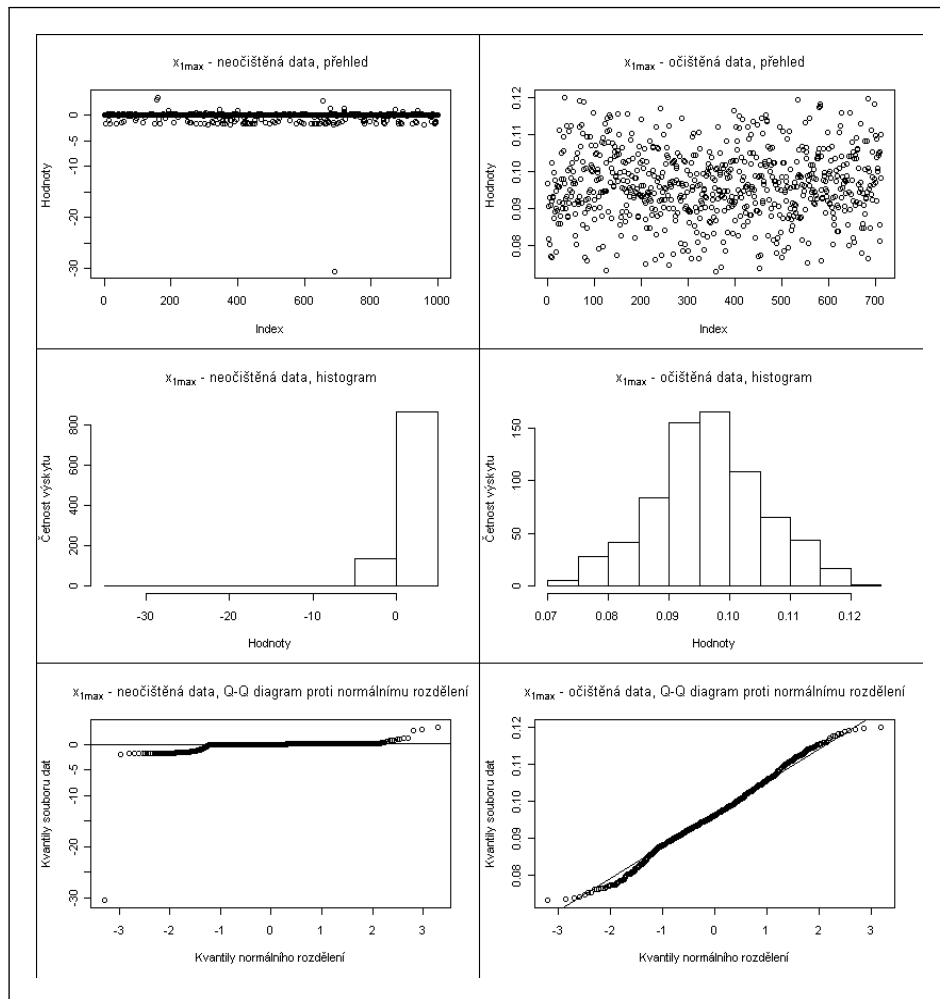 x1max - neočištěná data, přehled
Hodnoty
0
-5
-10
-20
-30
0 200 400 600 800 1000
Index
x1max - očištěná data, přehled
Hodnoty
0.12
0.11
0.10
0.09
0.08
0 100 200 300 400 500 600 700
Index
x1max - neočištěná data, histogram
Četnost výskytu
800
600
400
200
0
-30 -20 -10 0
Hodnoty
x1max - očištěná data, histogram
Četnost výskytu
150
100
50
0
0.07 0.08 0.09 0.10 0.11 0.12
Hodnoty
x1max - neočištěná data, Q-Q diagram proti normálnímu rozdělení
Kvantily souboru dat
0
-5
-10
-20
-30
-3 -2 -1 0 1 2 3
Kvantily normálního rozdělení
x1max - očištěná data, Q-Q diagram proti normálnímu rozdělení
Kvantily souboru dat
0.12
0.11
0.10
0.09
0.08
-3 -2 -1 0 1 2 3
Kvantily normálního rozdělení